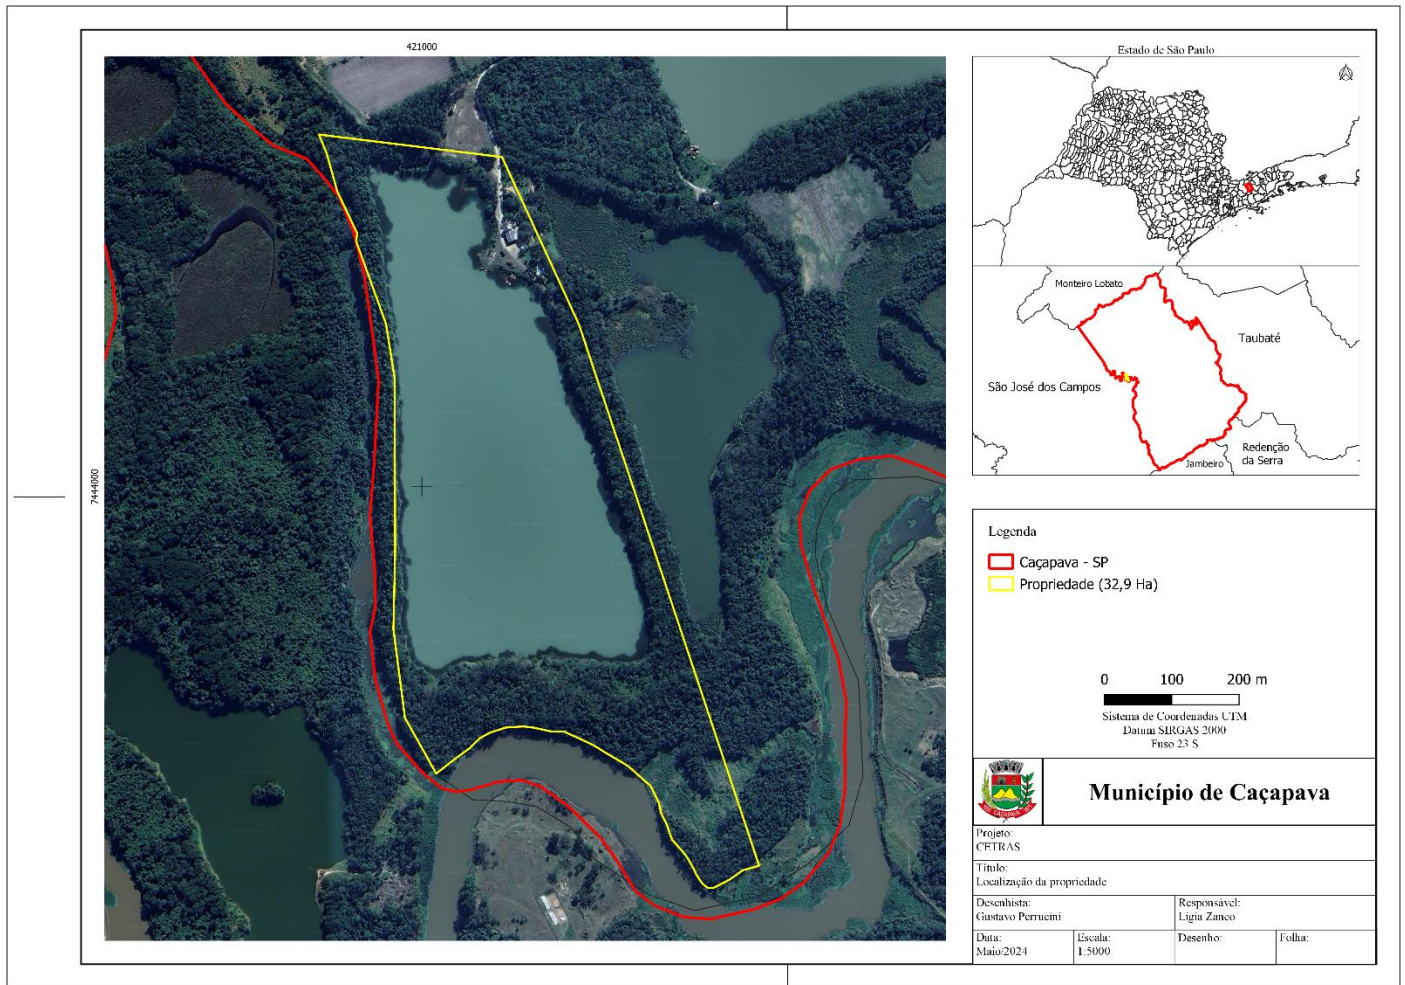 421000
7444000
Estado de São Paulo
Monteiro Lobato
Taubaté
São José dos Campos
Redenção
da Serra
Jambeiro
Legenda
Caçapava - SP
Propriedade (32,9 Ha)
0 100 200 m
Sistema de Coordenadas UTM
Datum SIRGAS 2000
Fuso 23 S
Município de Caçapava
Projeto:
CETRAS
Título:
Localização da propriedade
Desenhista:
Gustavo Perrucini
Responsável:
Ligia Zanco
Data:
Maio/2024
Escala:
1:5000
Desenho:
Folha: